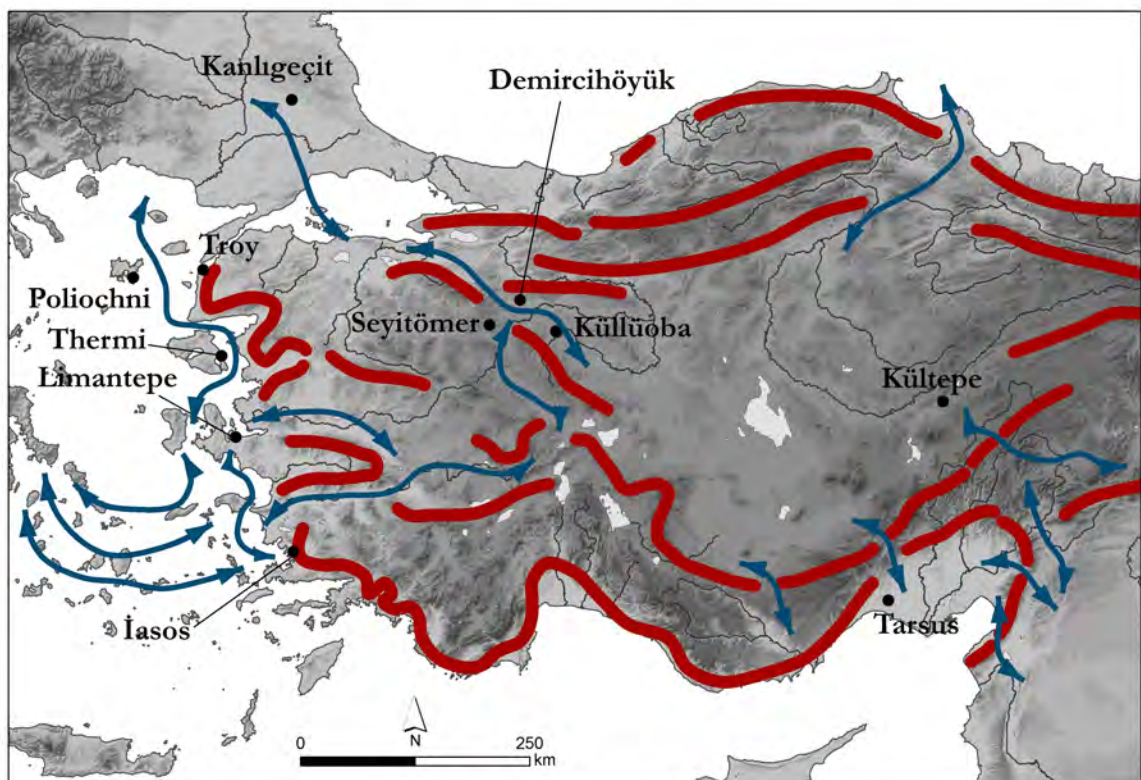 Kanlıgeçit
Demircihöyük
Troy
Poliochni
Seyitömer
Küllüoba
Thermi
Limantepe
Kültepe
İasos
Tarsus
N
0 250
km